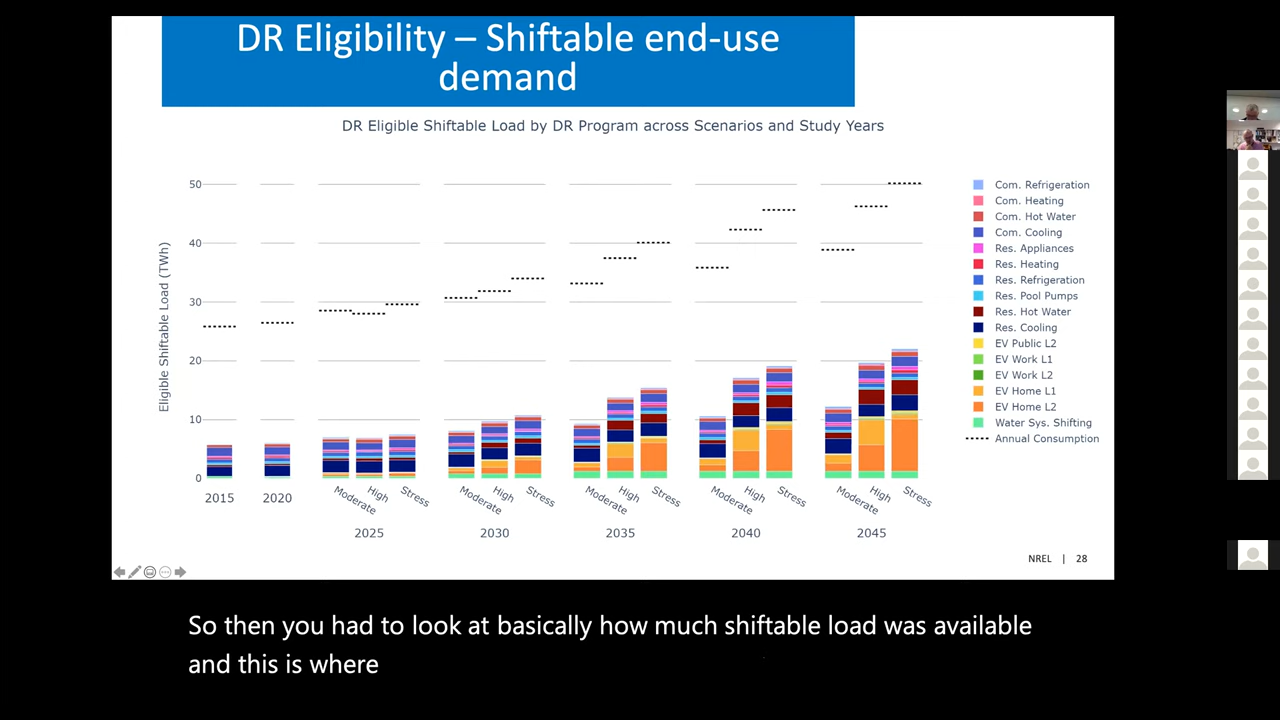 DR Eligibility – Shiftable end-use
demand
DR Eligible Shiftable Load by DR Program across Scenarios and Study Years
Eligible Shiftable Load (TWh)
50
40
30
20
10
0
2015
2020
Moderate
High
Stress
2025
Moderate
High
Stress
2030
Moderate
High
Stress
2035
Moderate
High
Stress
2040
Moderate
High
Stress
2045
Com. Refrigeration
Com. Heating
Com. Hot Water
Com. Cooling
Res. Appliances
Res. Heating
Res. Refrigeration
Res. Pool Pumps
Res. Hot Water
Res. Cooling
EV Public L2
EV Work L1
EV Work L2
EV Home L1
EV Home L2
Water Sys. Shifting
Annual Consumption
NREL | 28
So then you had to look at basically how much shiftable load was available
and this is where